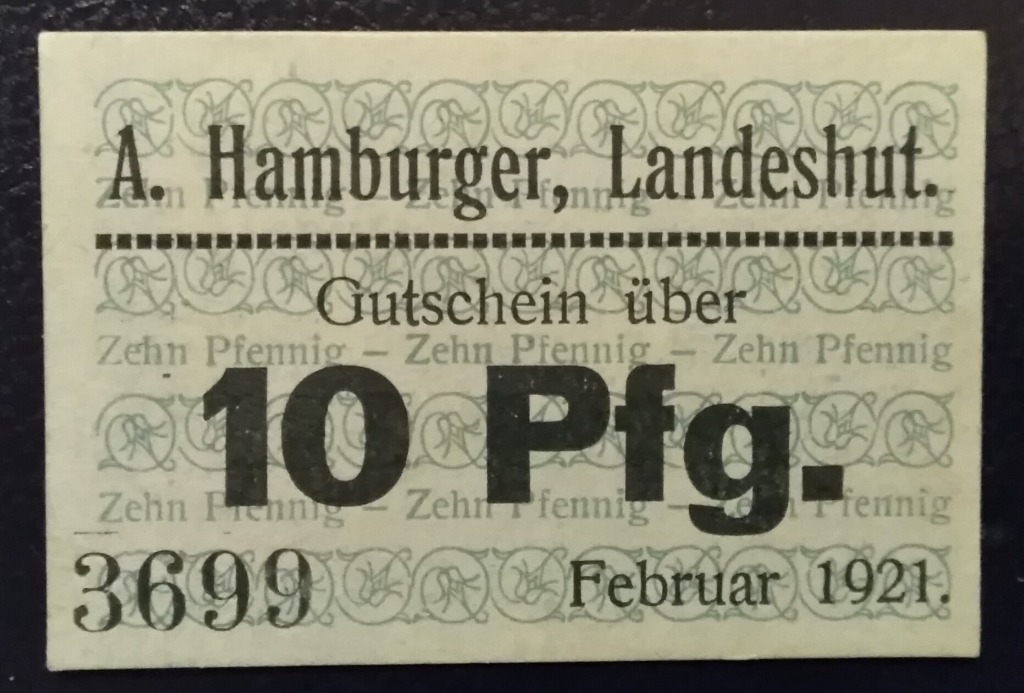 A. Hamburger, Landeshut.
Zehn Pfennig – Zehn Pfennig – Zehn Pfennig
Gutschein über
Zehn Pfennig – Zehn Pfennig – Zehn Pfennig
10 Pfg.
Zehn Pfennig – Zehn Pfennig – Zehn Pfennig
3699 Februar 1921.